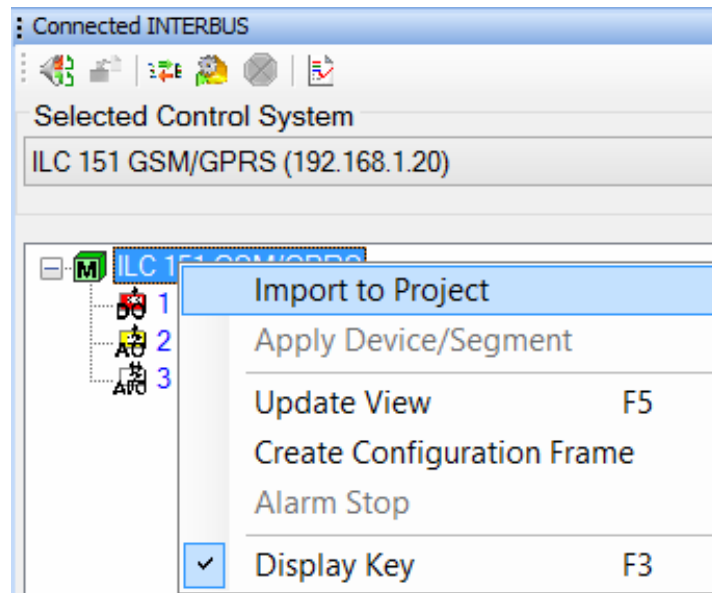 Connected INTERBUS
Selected Control System
ILC 151 GSM/GPRS (192.168.1.20)
M ILC 151 GSM/GPRS
1
2
3
Import to Project
Apply Device/Segment
Update View F5
Create Configuration Frame
Alarm Stop
Display Key F3